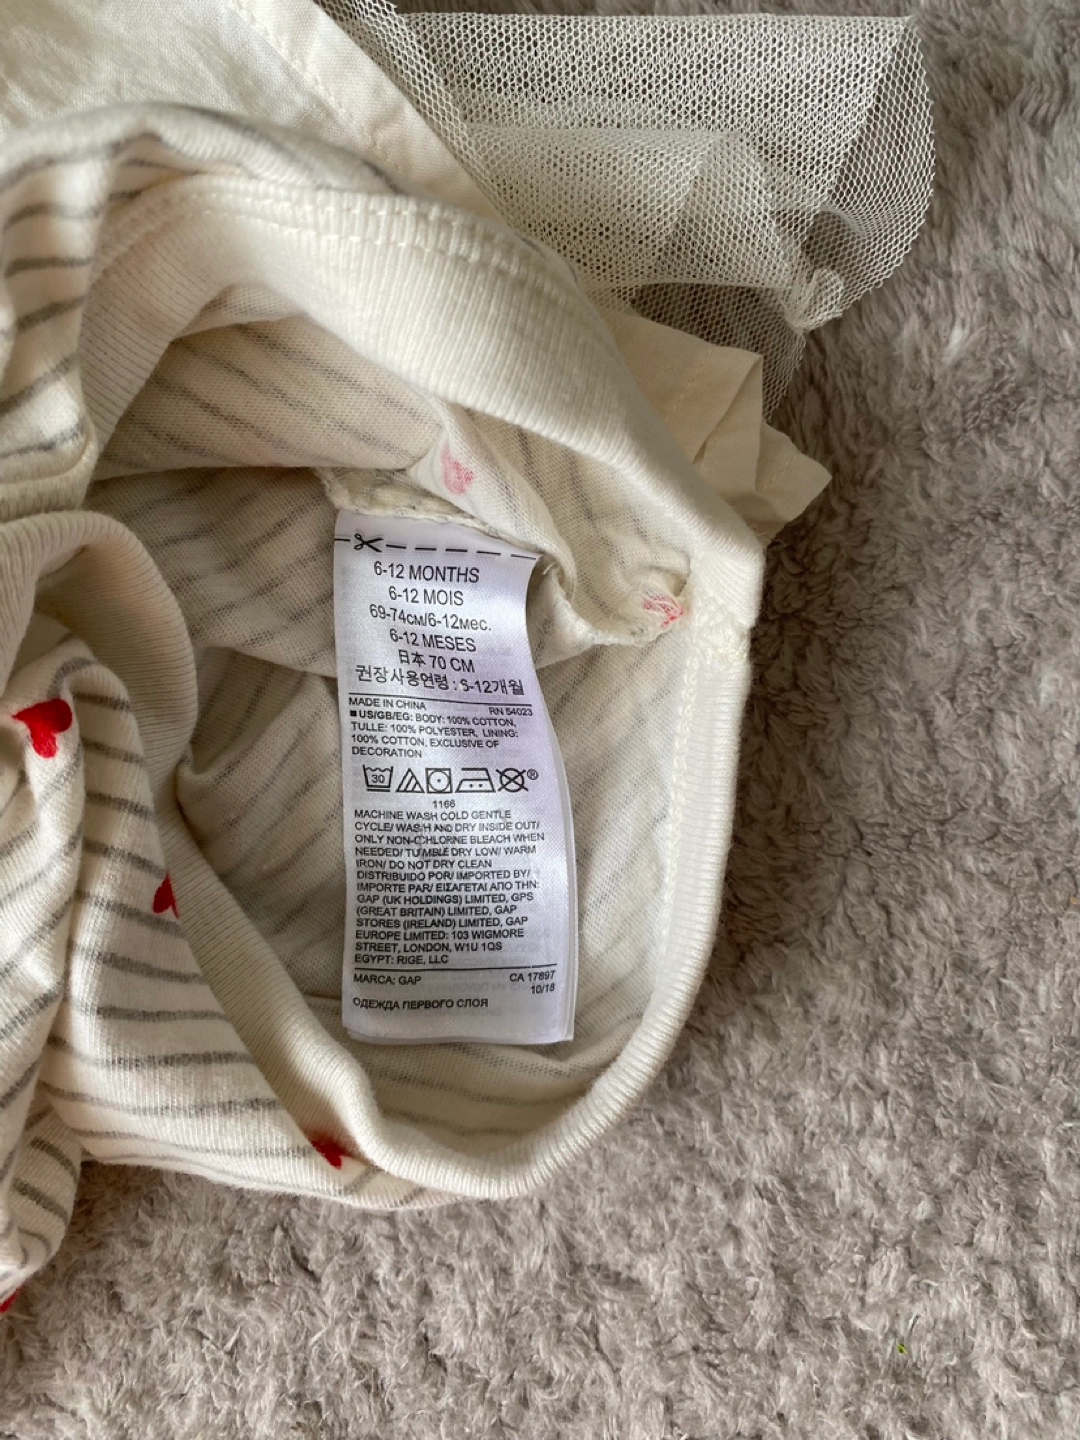 6-12 MONTHS
6-12 MOIS
69-74см/6-12мес.
6-12 MESES
日本 70 CM
권장사용연령 : S-12개월
MADE IN CHINA RN 54023
■ US/GB/EG: BODY: 100% COTTON,
TULLE: 100% POLYESTER, LINING:
100% COTTON, EXCLUSIVE OF
DECORATION
30 ®
1166
MACHINE WASH COLD GENTLE
CYCLE/ WASH AND DRY INSIDE OUT/
ONLY NON-CHLORINE BLEACH WHEN
NEEDED/ TUMBLE DRY LOW/ WARM
IRON/ DO NOT DRY CLEAN
DISTRIBUIDO POR/ IMPORTED BY/
IMPORTE PAR/ ΕΙΣΑΓΕΤΑΙ ΑΠΟ ΤΗΝ:
GAP (UK HOLDINGS) LIMITED, GPS
(GREAT BRITAIN) LIMITED, GAP
STORES (IRELAND) LIMITED, GAP
EUROPE LIMITED: 103 WIGMORE
STREET, LONDON, W1U 1QS
EGYPT: RIGE, LLC
MARCA: GAP CA 17897
10/18
ОДЕЖДА ПЕРВОГО СЛОЯ